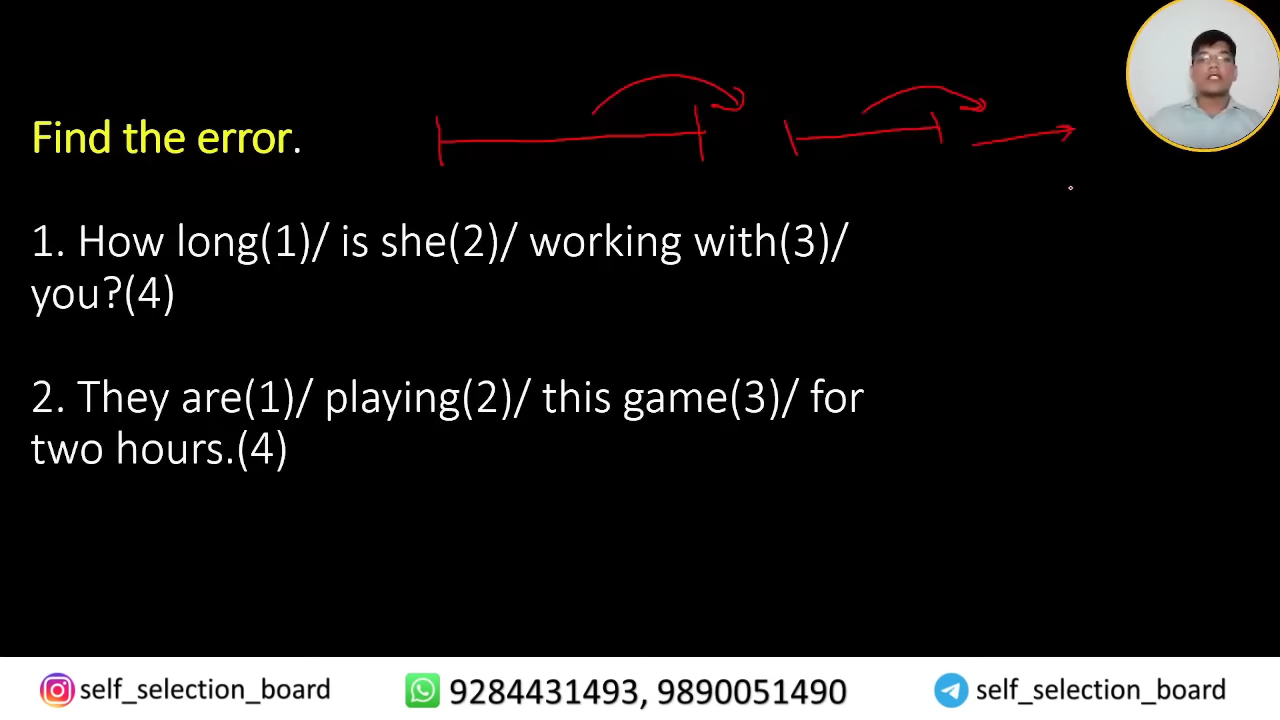 Find the error.
1. How long(1)/ is she(2)/ working with(3)/
you?(4)
2. They are(1)/ playing(2)/ this game(3)/ for
two hours.(4)
self_selection_board
9284431493, 9890051490
self_selection_board